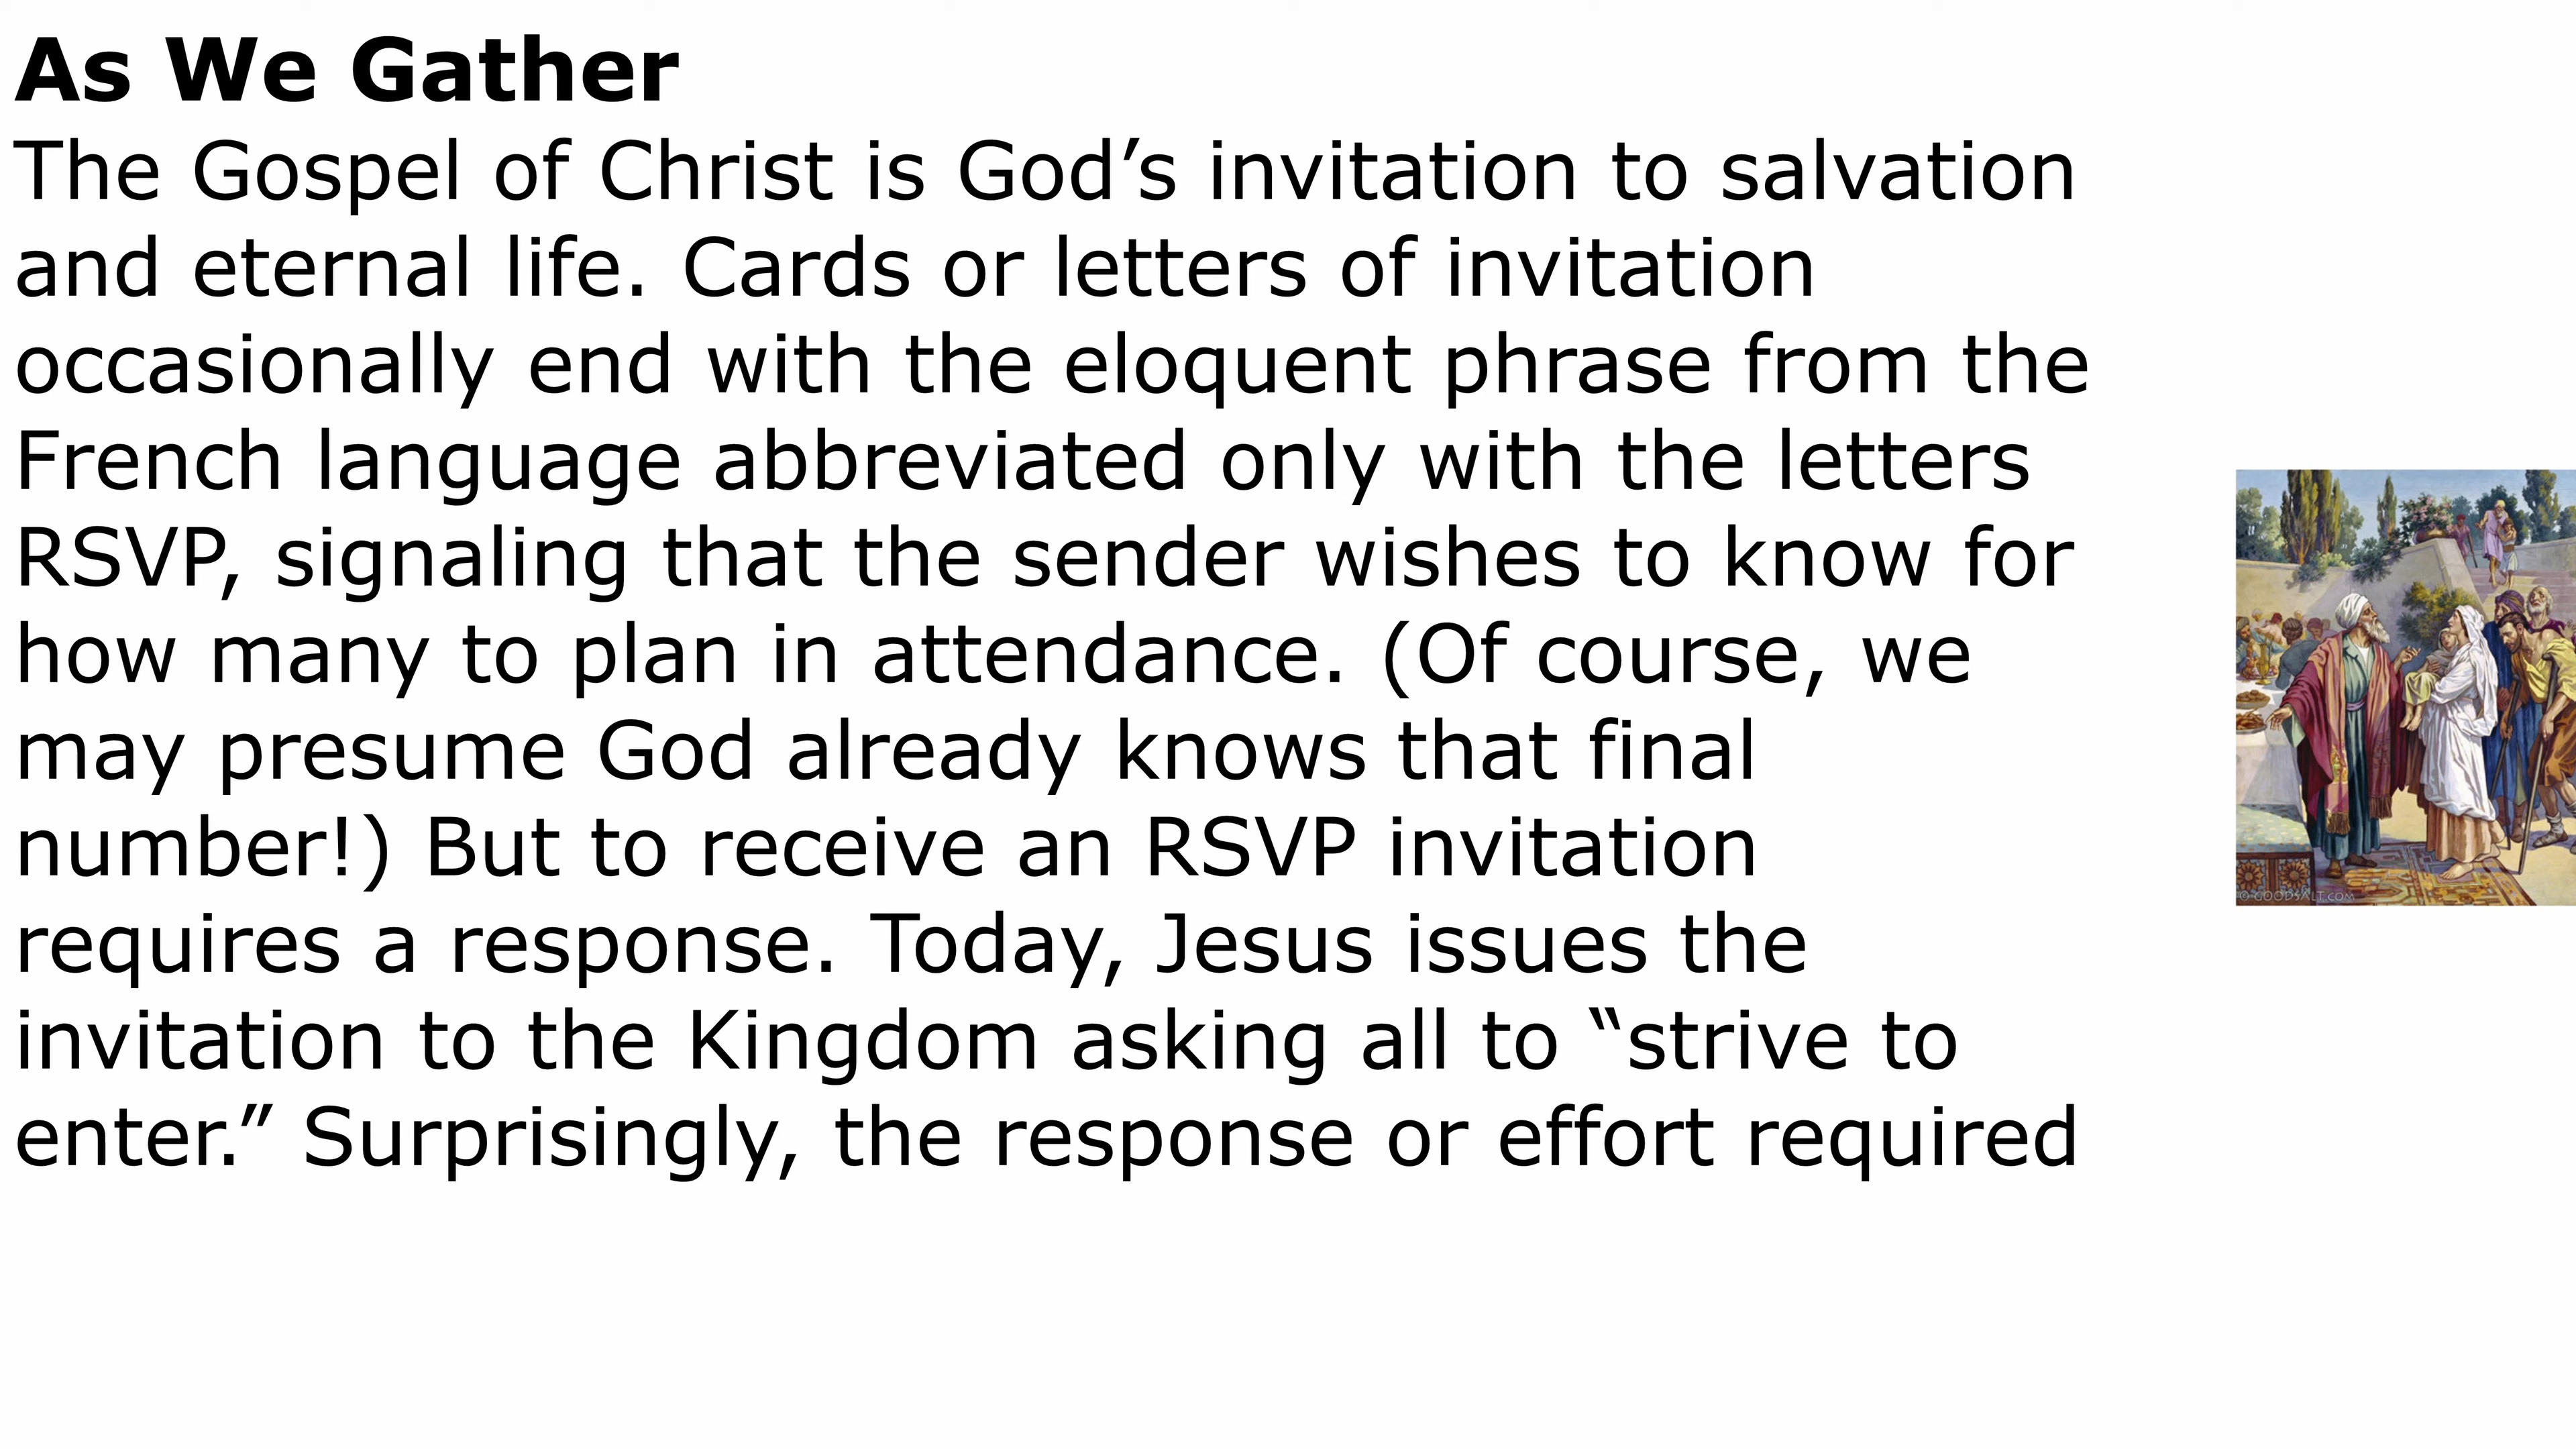 As We Gather
The Gospel of Christ is God’s invitation to salvation
and eternal life. Cards or letters of invitation
occasionally end with the eloquent phrase from the
French language abbreviated only with the letters
RSVP, signaling that the sender wishes to know for
how many to plan in attendance. (Of course, we
may presume God already knows that final
number!) But to receive an RSVP invitation
requires a response. Today, Jesus issues the
invitation to the Kingdom asking all to “strive to
enter.” Surprisingly, the response or effort required
© GOODSALT.COM